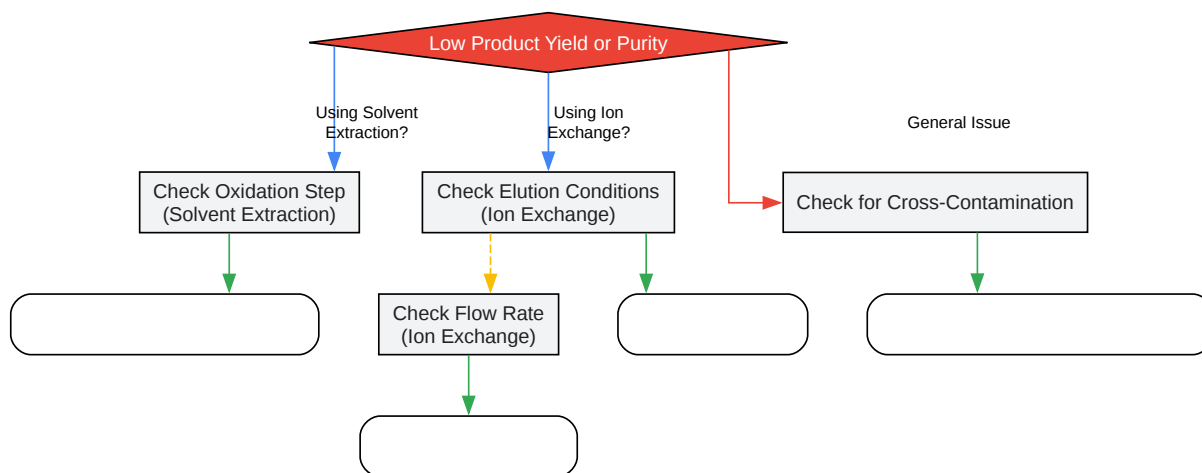 Low Product Yield or Purity
Using Solvent
Extraction?
Using Ion
Exchange?
General Issue
Check Oxidation Step
(Solvent Extraction)
Check Elution Conditions
(Ion Exchange)
Check for Cross-Contamination
Check Flow Rate
(Ion Exchange)